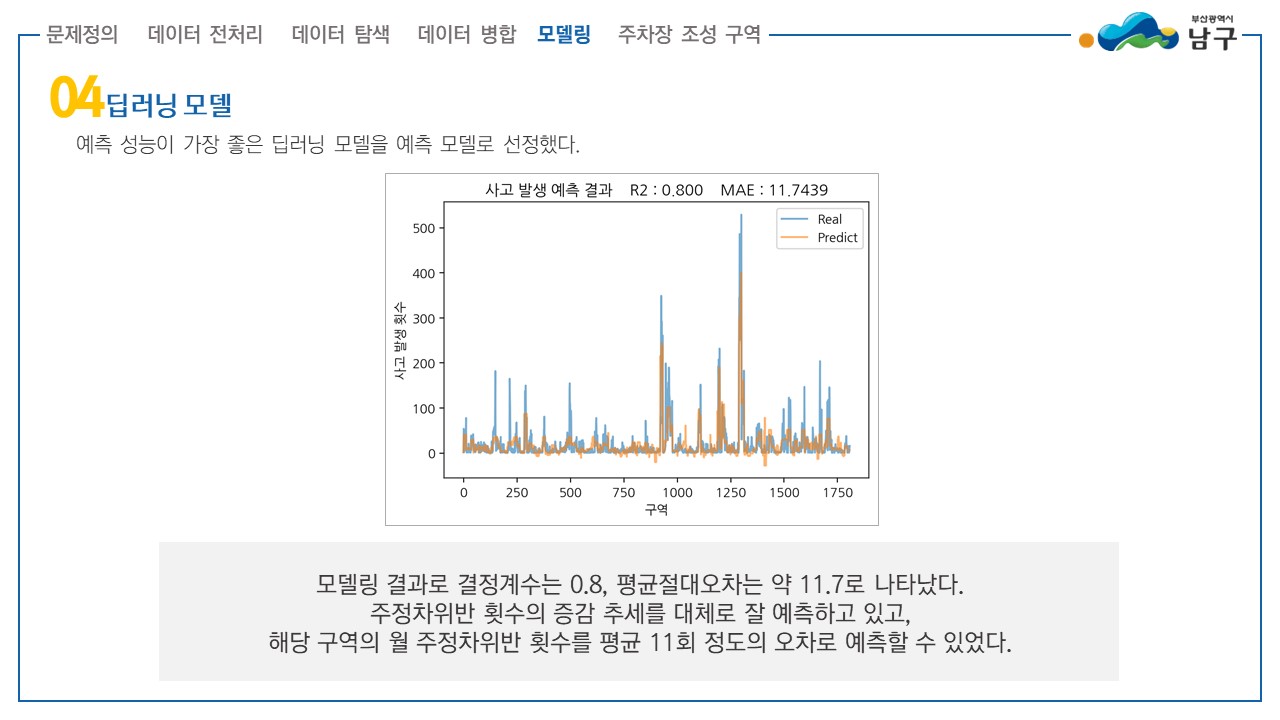 문제정의 데이터 전처리 데이터 탐색 데이터 병합 모델링 주차장 조성 구역
부산광역시
남구
04 딥러닝 모델
예측 성능이 가장 좋은 딥러닝 모델을 예측 모델로 선정했다.
사고 발생 예측 결과 R2 : 0.800 MAE : 11.7439
Real
Predict
사고 발생 횟수
500
400
300
200
100
0
0 250 500 750 1000 1250 1500 1750
구역
모델링 결과로 결정계수는 0.8, 평균절대오차는 약 11.7로 나타났다.
주정차위반 횟수의 증감 추세를 대체로 잘 예측하고 있고,
해당 구역의 월 주정차위반 횟수를 평균 11회 정도의 오차로 예측할 수 있었다.